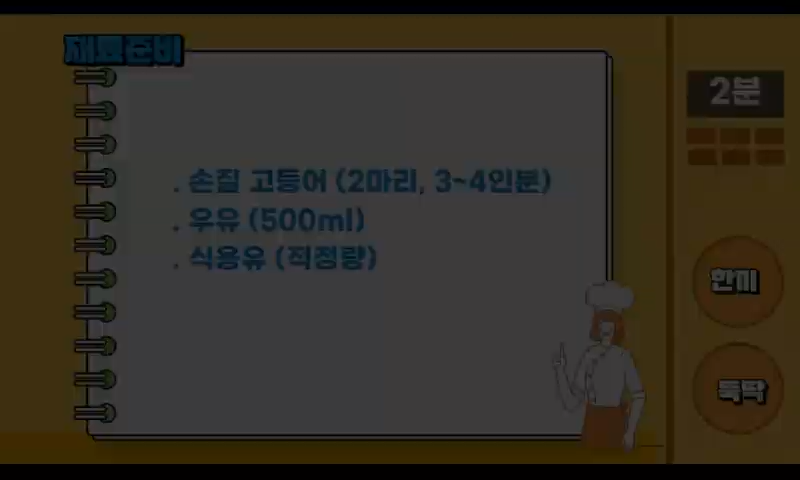 재료준비
2분
. 손질 고등어 (2마리, 3~4인분)
. 우유 (500ml)
. 식용유 (적정량)
한끼
뚝딱